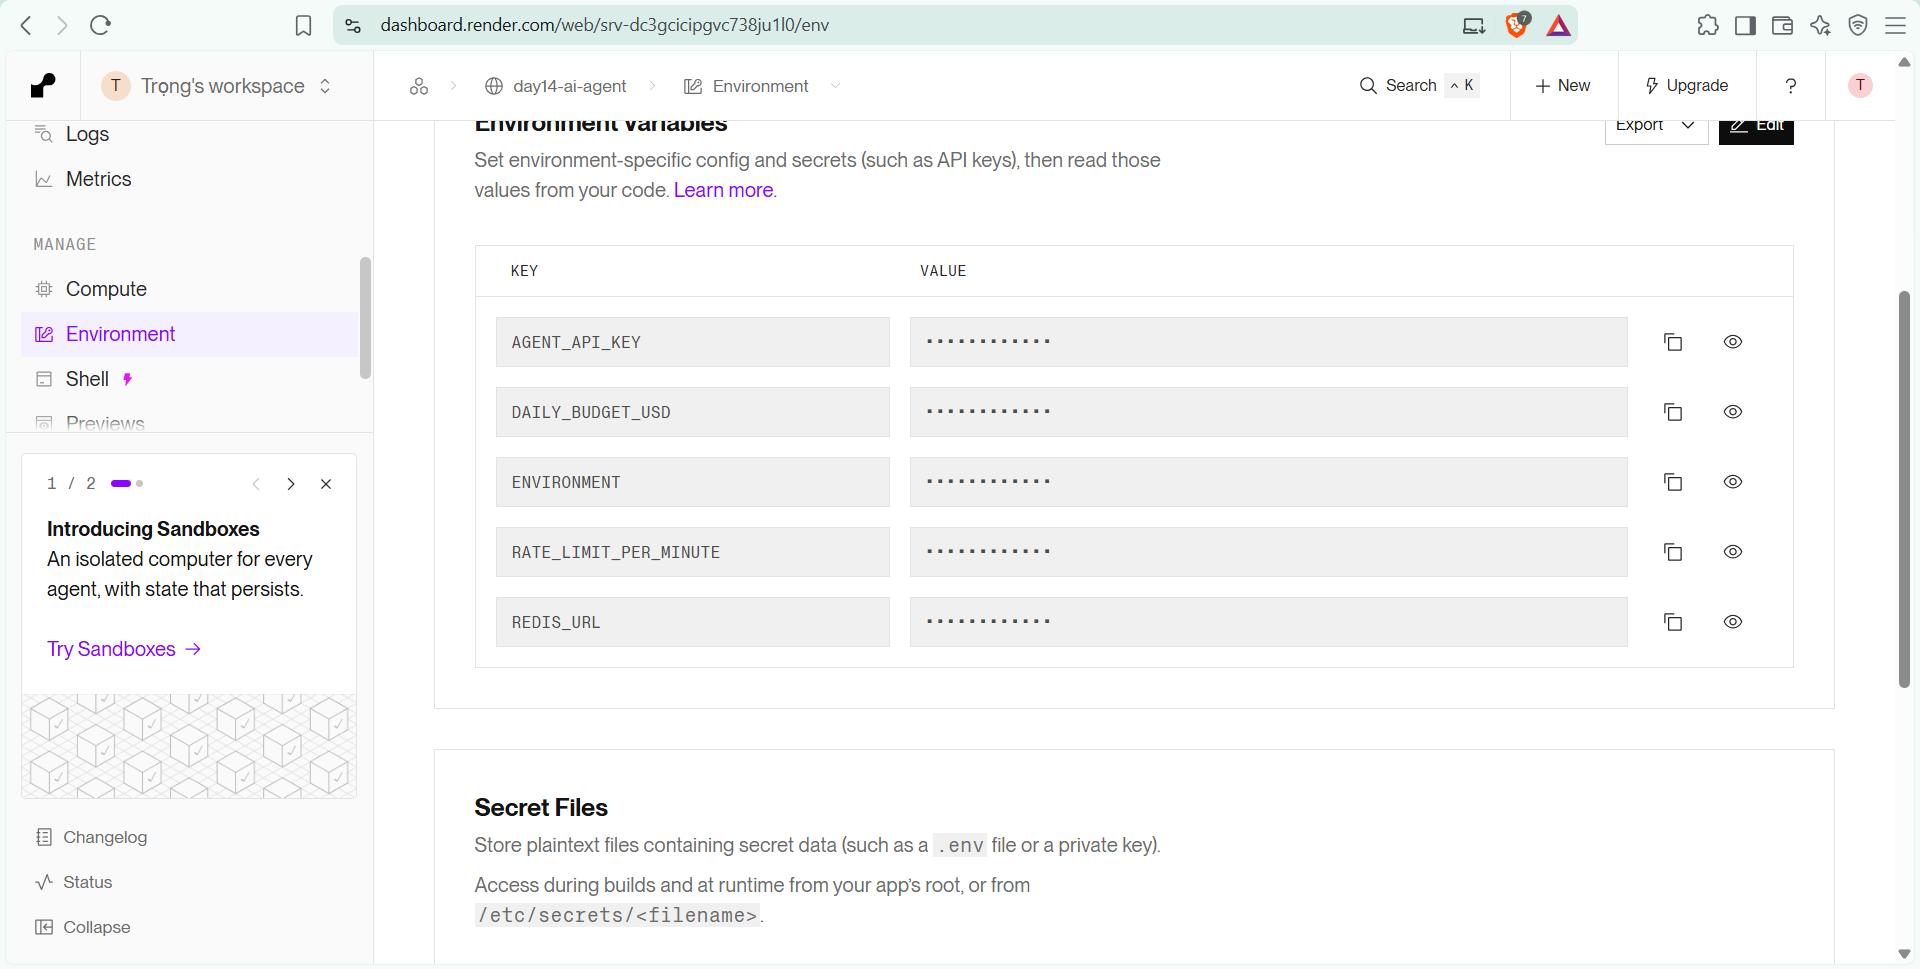 dashboard.render.com/web/srv-dc3gcicipgvc738ju1l0/env
7
T Trọng's workspace
day14-ai-agent
Environment
Search ^ K
+ New
Upgrade
?
T
Logs
Metrics
MANAGE
Compute
Environment
Shell
Previews
1 / 2
Introducing Sandboxes
An isolated computer for every
agent, with state that persists.
Try Sandboxes →
Changelog
Status
Collapse
Environment Variables
Export
Edit
Set environment-specific config and secrets (such as API keys), then read those
values from your code. Learn more.
KEY VALUE
AGENT_API_KEY ············
DAILY_BUDGET_USD ············
ENVIRONMENT ············
RATE_LIMIT_PER_MINUTE ············
REDIS_URL ············
Secret Files
Store plaintext files containing secret data (such as a .env file or a private key).
Access during builds and at runtime from your app's root, or from
/etc/secrets/<filename>.